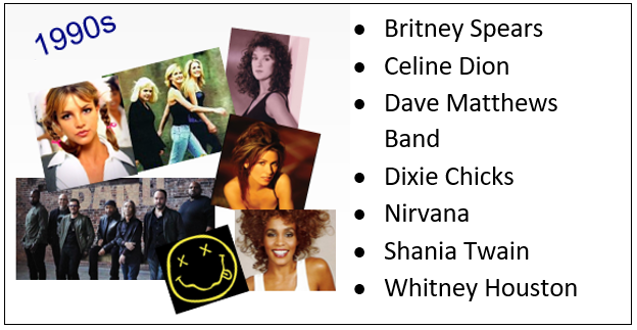 1990s
• Britney Spears
• Celine Dion
• Dave Matthews
Band
• Dixie Chicks
• Nirvana
• Shania Twain
• Whitney Houston